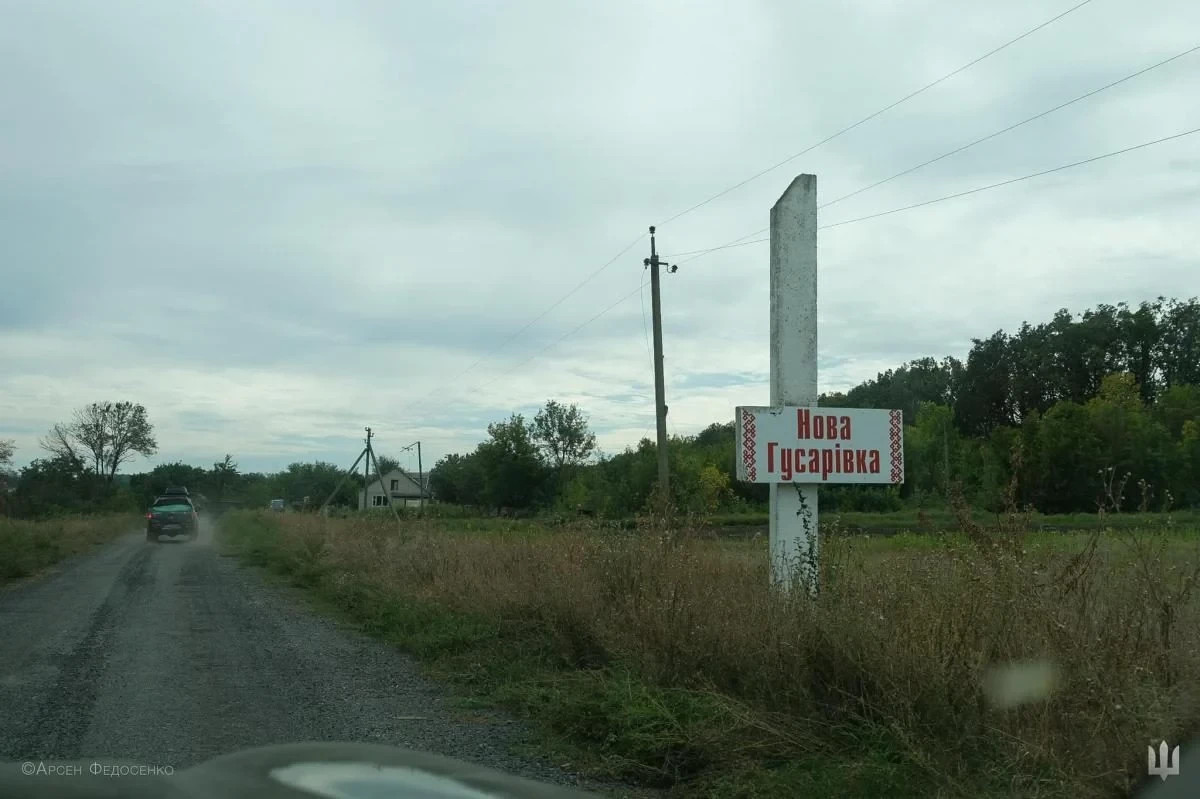 Нова
Гусарівка
©Арсен Федосенко